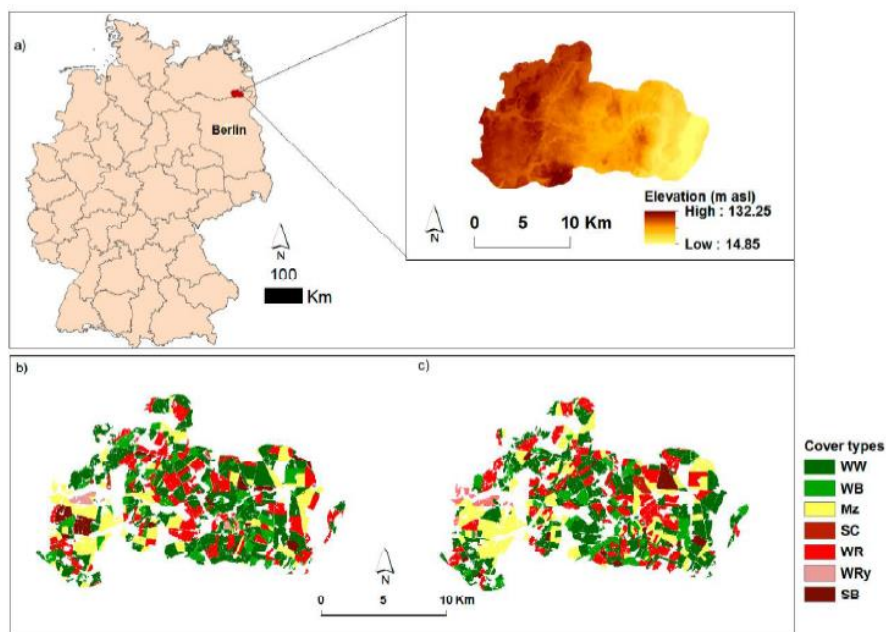 a)
Berlin
N
100
Km
Elevation (m asl)
High : 132.25
Low : 14.85
0 5 10 Km
N
b)
c)
Cover types
WW
WB
Mz
SC
WR
WRy
SB
N
0 5 10 Km